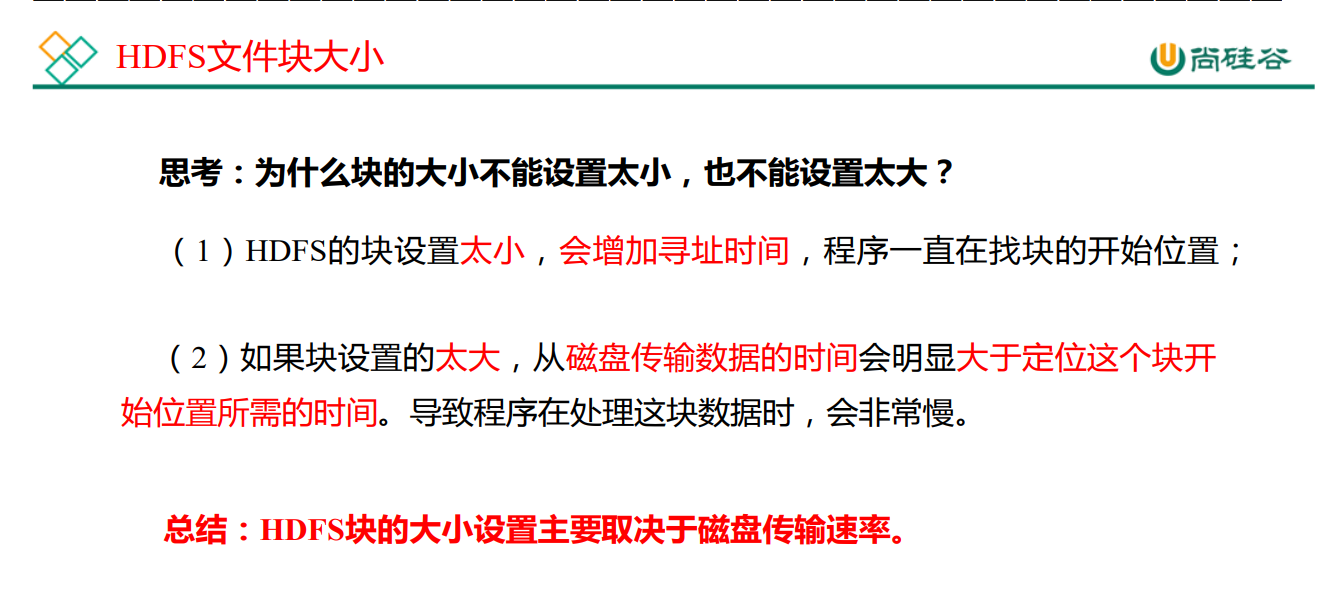 HDFS文件块大小
尚硅谷
思考：为什么块的大小不能设置太小，也不能设置太大？
（1）HDFS的块设置太小，会增加寻址时间，程序一直在找块的开始位置；
（2）如果块设置的太大，从磁盘传输数据的时间会明显大于定位这个块开
始位置所需的时间。导致程序在处理这块数据时，会非常慢。
总结：HDFS块的大小设置主要取决于磁盘传输速率。